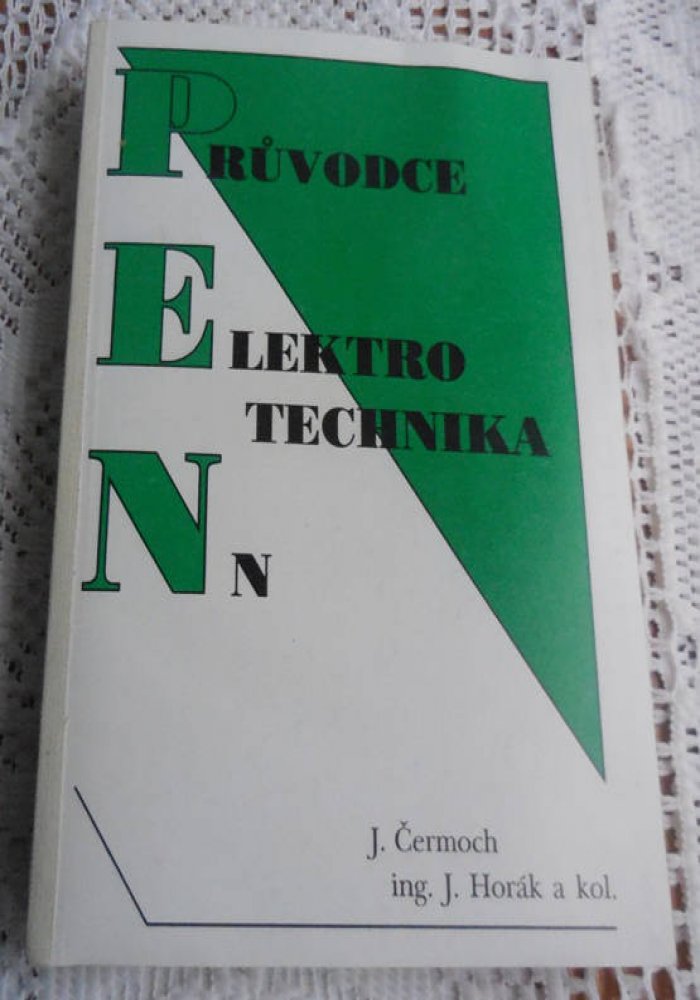 PRŮVODCE
ELEKTRO
TECHNIKA
NN
J. Čermoch
ing. J. Horák a kol.